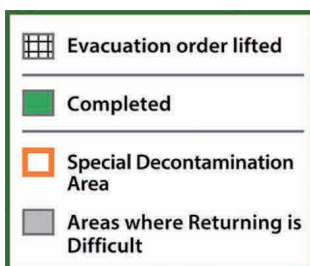 Evacuation order lifted
Completed
Special Decontamination
Area
Areas where Returning is
Difficult